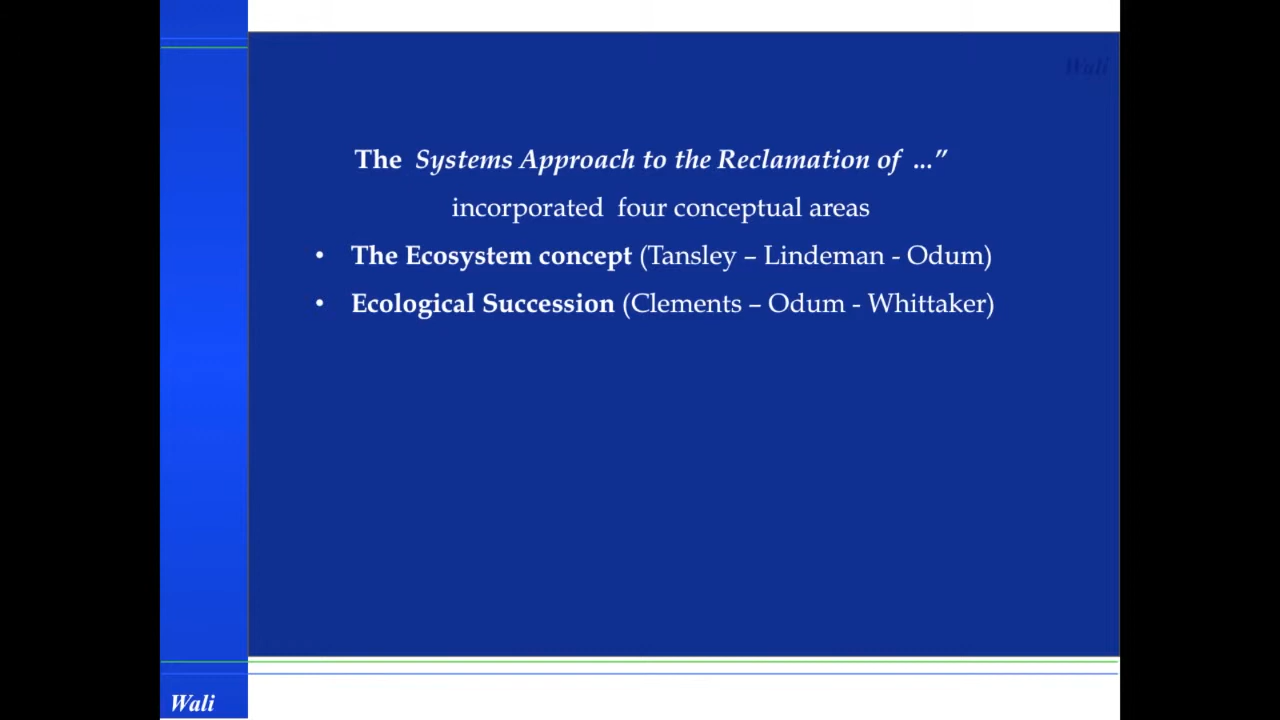 Wali
The Systems Approach to the Reclamation of ...”
incorporated four conceptual areas
• The Ecosystem concept (Tansley – Lindeman - Odum)
• Ecological Succession (Clements – Odum - Whittaker)
Wali